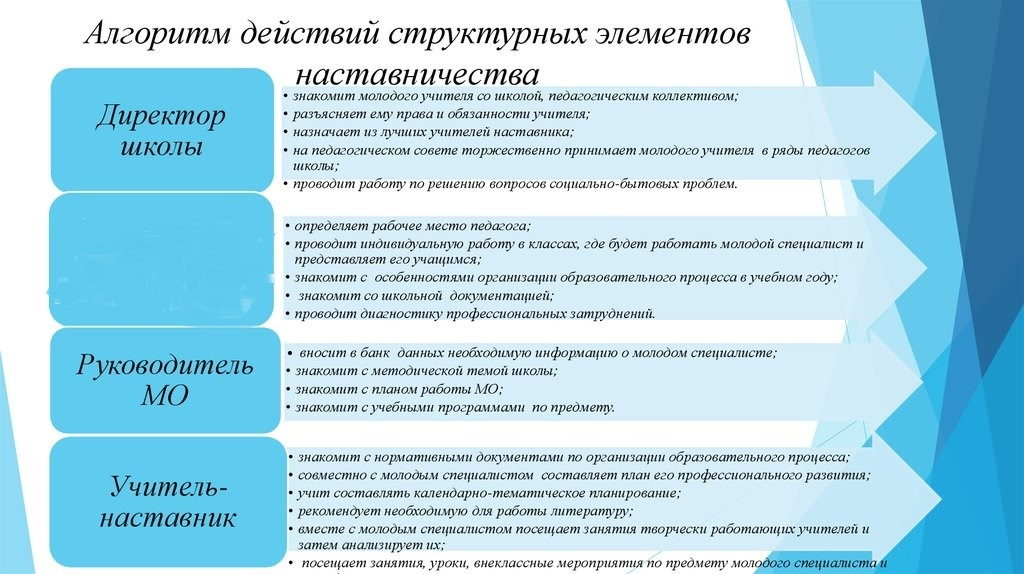 Алгоритм действий структурных элементов
наставничества
Директор
школы
• знакомит молодого учителя со школой, педагогическим коллективом;
• разъясняет ему права и обязанности учителя;
• назначает из лучших учителей наставника;
• на педагогическом совете торжественно принимает молодого учителя в ряды педагогов
школы;
• проводит работу по решению вопросов социально-бытовых проблем.
• определяет рабочее место педагога;
• проводит индивидуальную работу в классах, где будет работать молодой специалист и
представляет его учащимся;
• знакомит с особенностями организации образовательного процесса в учебном году;
• знакомит со школьной документацией;
• проводит диагностику профессиональных затруднений.
Руководитель
МО
• вносит в банк данных необходимую информацию о молодом специалисте;
• знакомит с методической темой школы;
• знакомит с планом работы МО;
• знакомит с учебными программами по предмету.
Учитель-
наставник
• знакомит с нормативными документами по организации образовательного процесса;
• совместно с молодым специалистом составляет план его профессионального развития;
• учит составлять календарно-тематическое планирование;
• рекомендует необходимую для работы литературу;
• вместе с молодым специалистом посещает занятия творчески работающих учителей и
затем анализирует их;
• посещает занятия, уроки, внеклассные мероприятия по предмету молодого специалиста и